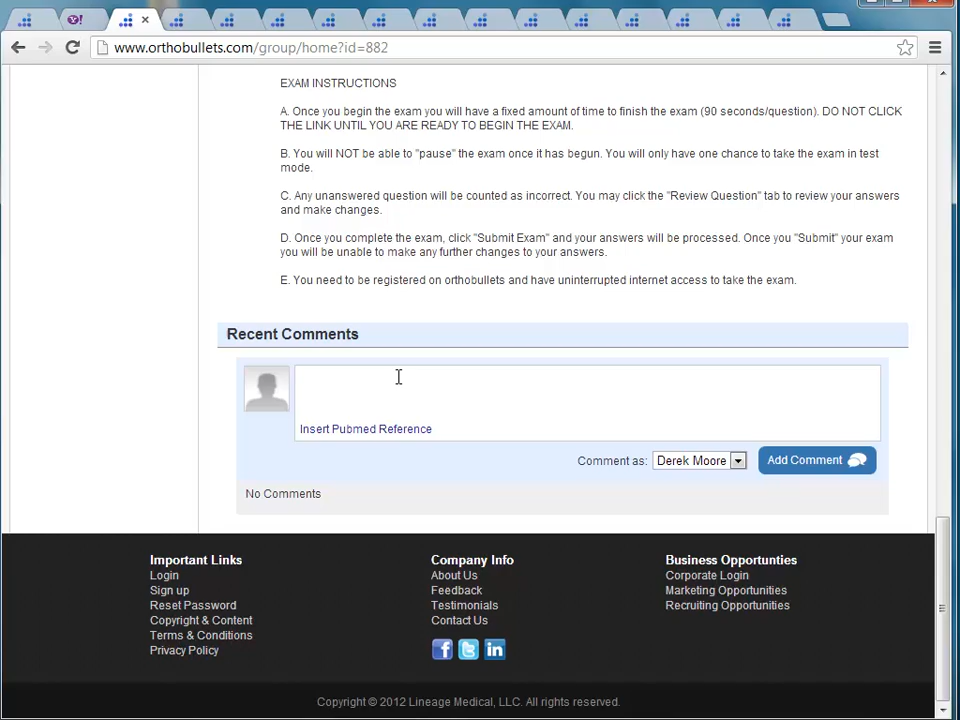 www.orthobullets.com/group/home?id=882
EXAM INSTRUCTIONS
A. Once you begin the exam you will have a fixed amount of time to finish the exam (90 seconds/question). DO NOT CLICK
THE LINK UNTIL YOU ARE READY TO BEGIN THE EXAM.
B. You will NOT be able to "pause" the exam once it has begun. You will only have one chance to take the exam in test
mode.
C. Any unanswered question will be counted as incorrect. You may click the "Review Question" tab to review your answers
and make changes.
D. Once you complete the exam, click "Submit Exam" and your answers will be processed. Once you "Submit" your exam
you will be unable to make any further changes to your answers.
E. You need to be registered on orthobullets and have uninterrupted internet access to take the exam.
Recent Comments
Insert Pubmed Reference
Comment as: Derek Moore Add Comment
No Comments
Important Links
Login
Sign up
Reset Password
Copyright & Content
Terms & Conditions
Privacy Policy
Company Info
About Us
Feedback
Testimonials
Contact Us
Business Opportunties
Corporate Login
Marketing Opportunities
Recruiting Opportunities
Copyright © 2012 Lineage Medical, LLC. All rights reserved.